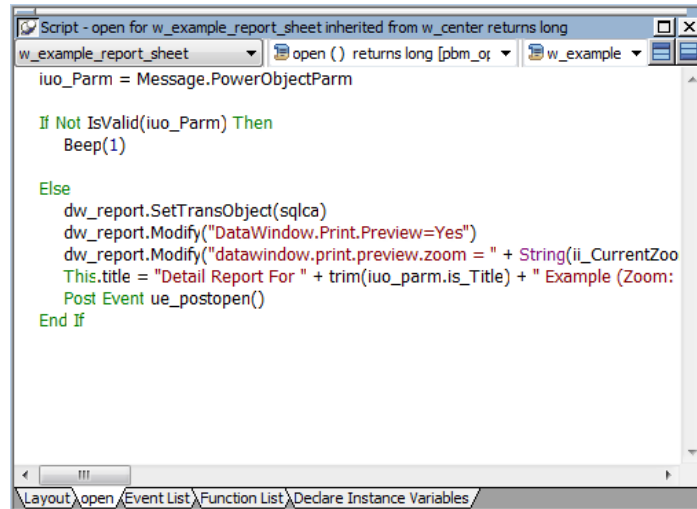 Script - open for w_example_report_sheet inherited from w_center returns long
w_example_report_sheet open ( ) returns long [pbm_op w_example
iuo_Parm = Message.PowerObjectParm
If Not IsValid(iuo_Parm) Then
Beep(1)
Else
dw_report.SetTransObject(sqlca)
dw_report.Modify("DataWindow.Print.Preview=Yes")
dw_report.Modify("datawindow.print.preview.zoom = " + String(ii_CurrentZoo
This.title = "Detail Report For " + trim(iuo_parm.is_Title) + " Example (Zoom:
Post Event ue_postopen()
End If
Layout open Event List Function List Declare Instance Variables